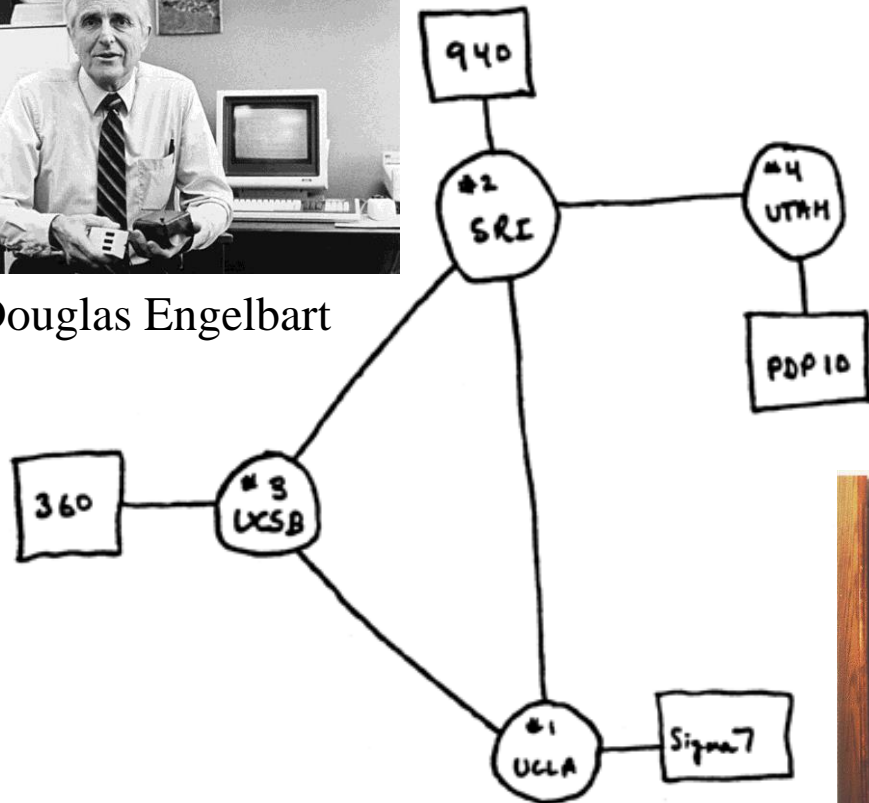 940
#2
SRI
#4
UTAH
Douglas Engelbart
PDP10
360
#3
UCSB
#1
UCLA
Sigma7